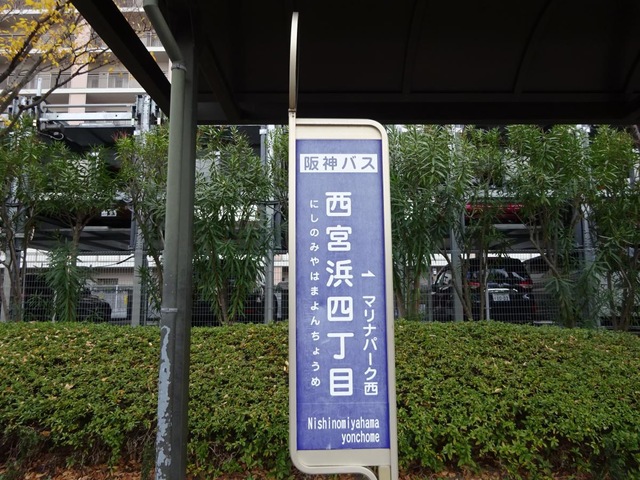 阪神バス
西宮浜四丁目
にしのみやはまよんちょうめ
→マリナパーク西
Nishinomiyahama
yonchome